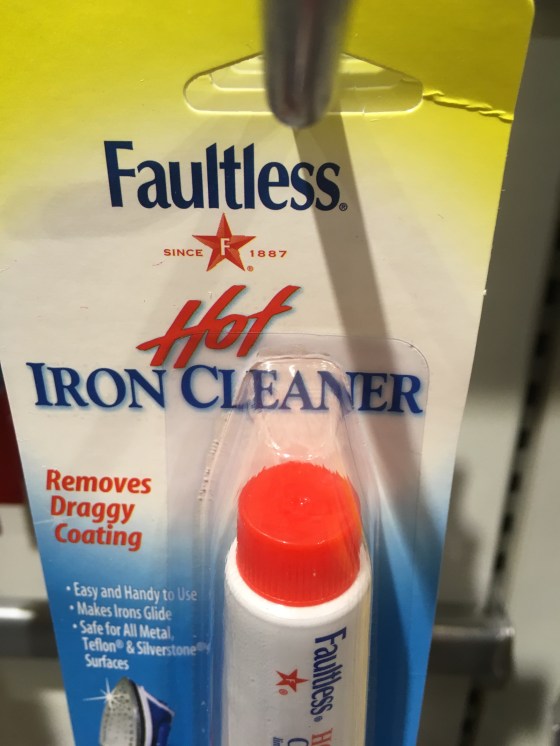 Faultless®
SINCE F 1887
®
Hot
IRON CLEANER
Removes
Draggy
Coating
• Easy and Handy to Use
• Makes Irons Glide
• Safe for All Metal,
Teflon® & Silverstone®
Surfaces
Faultless®